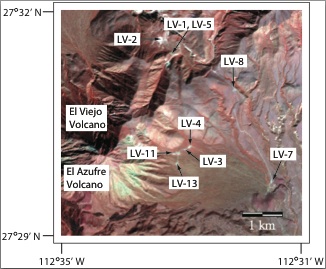 27°32' N
LV-1, LV-5
LV-2
LV-8
El Viejo
Volcano
LV-4
LV-11
LV-3
LV-7
El Azufre
Volcano
LV-13
1 km
27°29' N
112°35' W
112°31' W